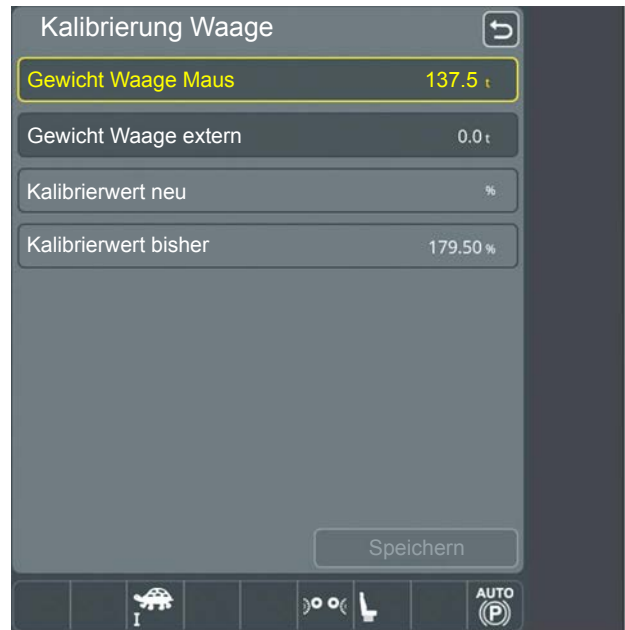 Kalibrierung Waage
Gewicht Waage Maus 137.5 t
Gewicht Waage extern 0.0 t
Kalibrierwert neu %
Kalibrierwert bisher 179.50 %
Speichern
I AUTO
P